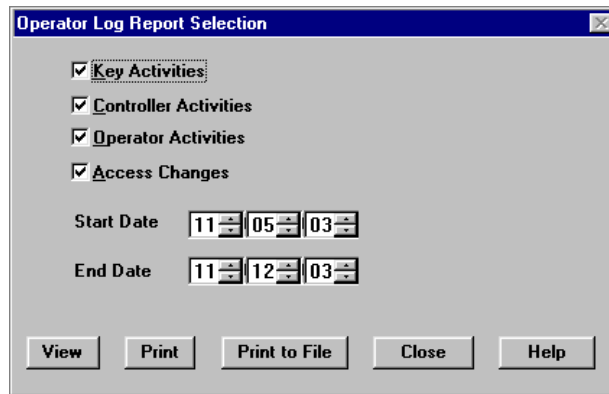 Operator Log Report Selection
Key Activities
Controller Activities
Operator Activities
Access Changes
Start Date 11 05 03
End Date 11 12 03
View Print Print to File Close Help